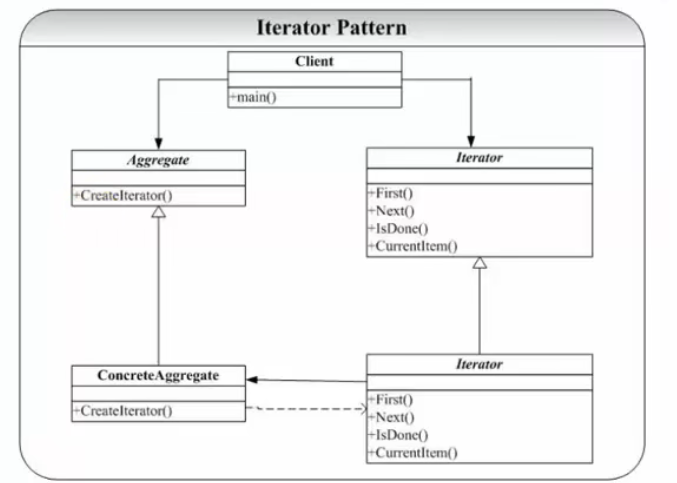 Iterator Pattern
Client
+main()
Aggregate
+CreateIterator()
Iterator
+First()
+Next()
+IsDone()
+CurrentItem()
ConcreteAggregate
+CreateIterator()
Iterator
+First()
+Next()
+IsDone()
+CurrentItem()